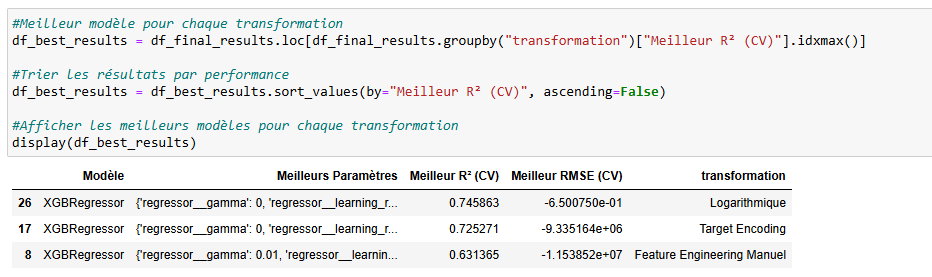 #Meilleur modèle pour chaque transformation
df_best_results = df_final_results.loc[df_final_results.groupby("transformation")["Meilleur R² (CV)"].idxmax()]
#Trier les résultats par performance
df_best_results = df_best_results.sort_values(by="Meilleur R² (CV)", ascending=False)
#Afficher les meilleurs modèles pour chaque transformation
display(df_best_results)
Modèle Meilleurs Paramètres Meilleur R² (CV) Meilleur RMSE (CV) transformation
26 XGBRegressor {'regressor__gamma': 0, 'regressor__learning_r... 0.745863 -6.500750e-01 Logarithmique
17 XGBRegressor {'regressor__gamma': 0, 'regressor__learning_r... 0.725271 -9.335164e+06 Target Encoding
8 XGBRegressor {'regressor__gamma': 0.01, 'regressor__learnin... 0.631365 -1.153852e+07 Feature Engineering Manuel